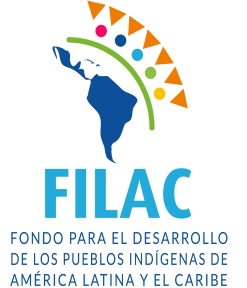 FILAC
FONDO PARA EL DESARROLLO
DE LOS PUEBLOS INDÍGENAS DE
AMÉRICA LATINA Y EL CARIBE